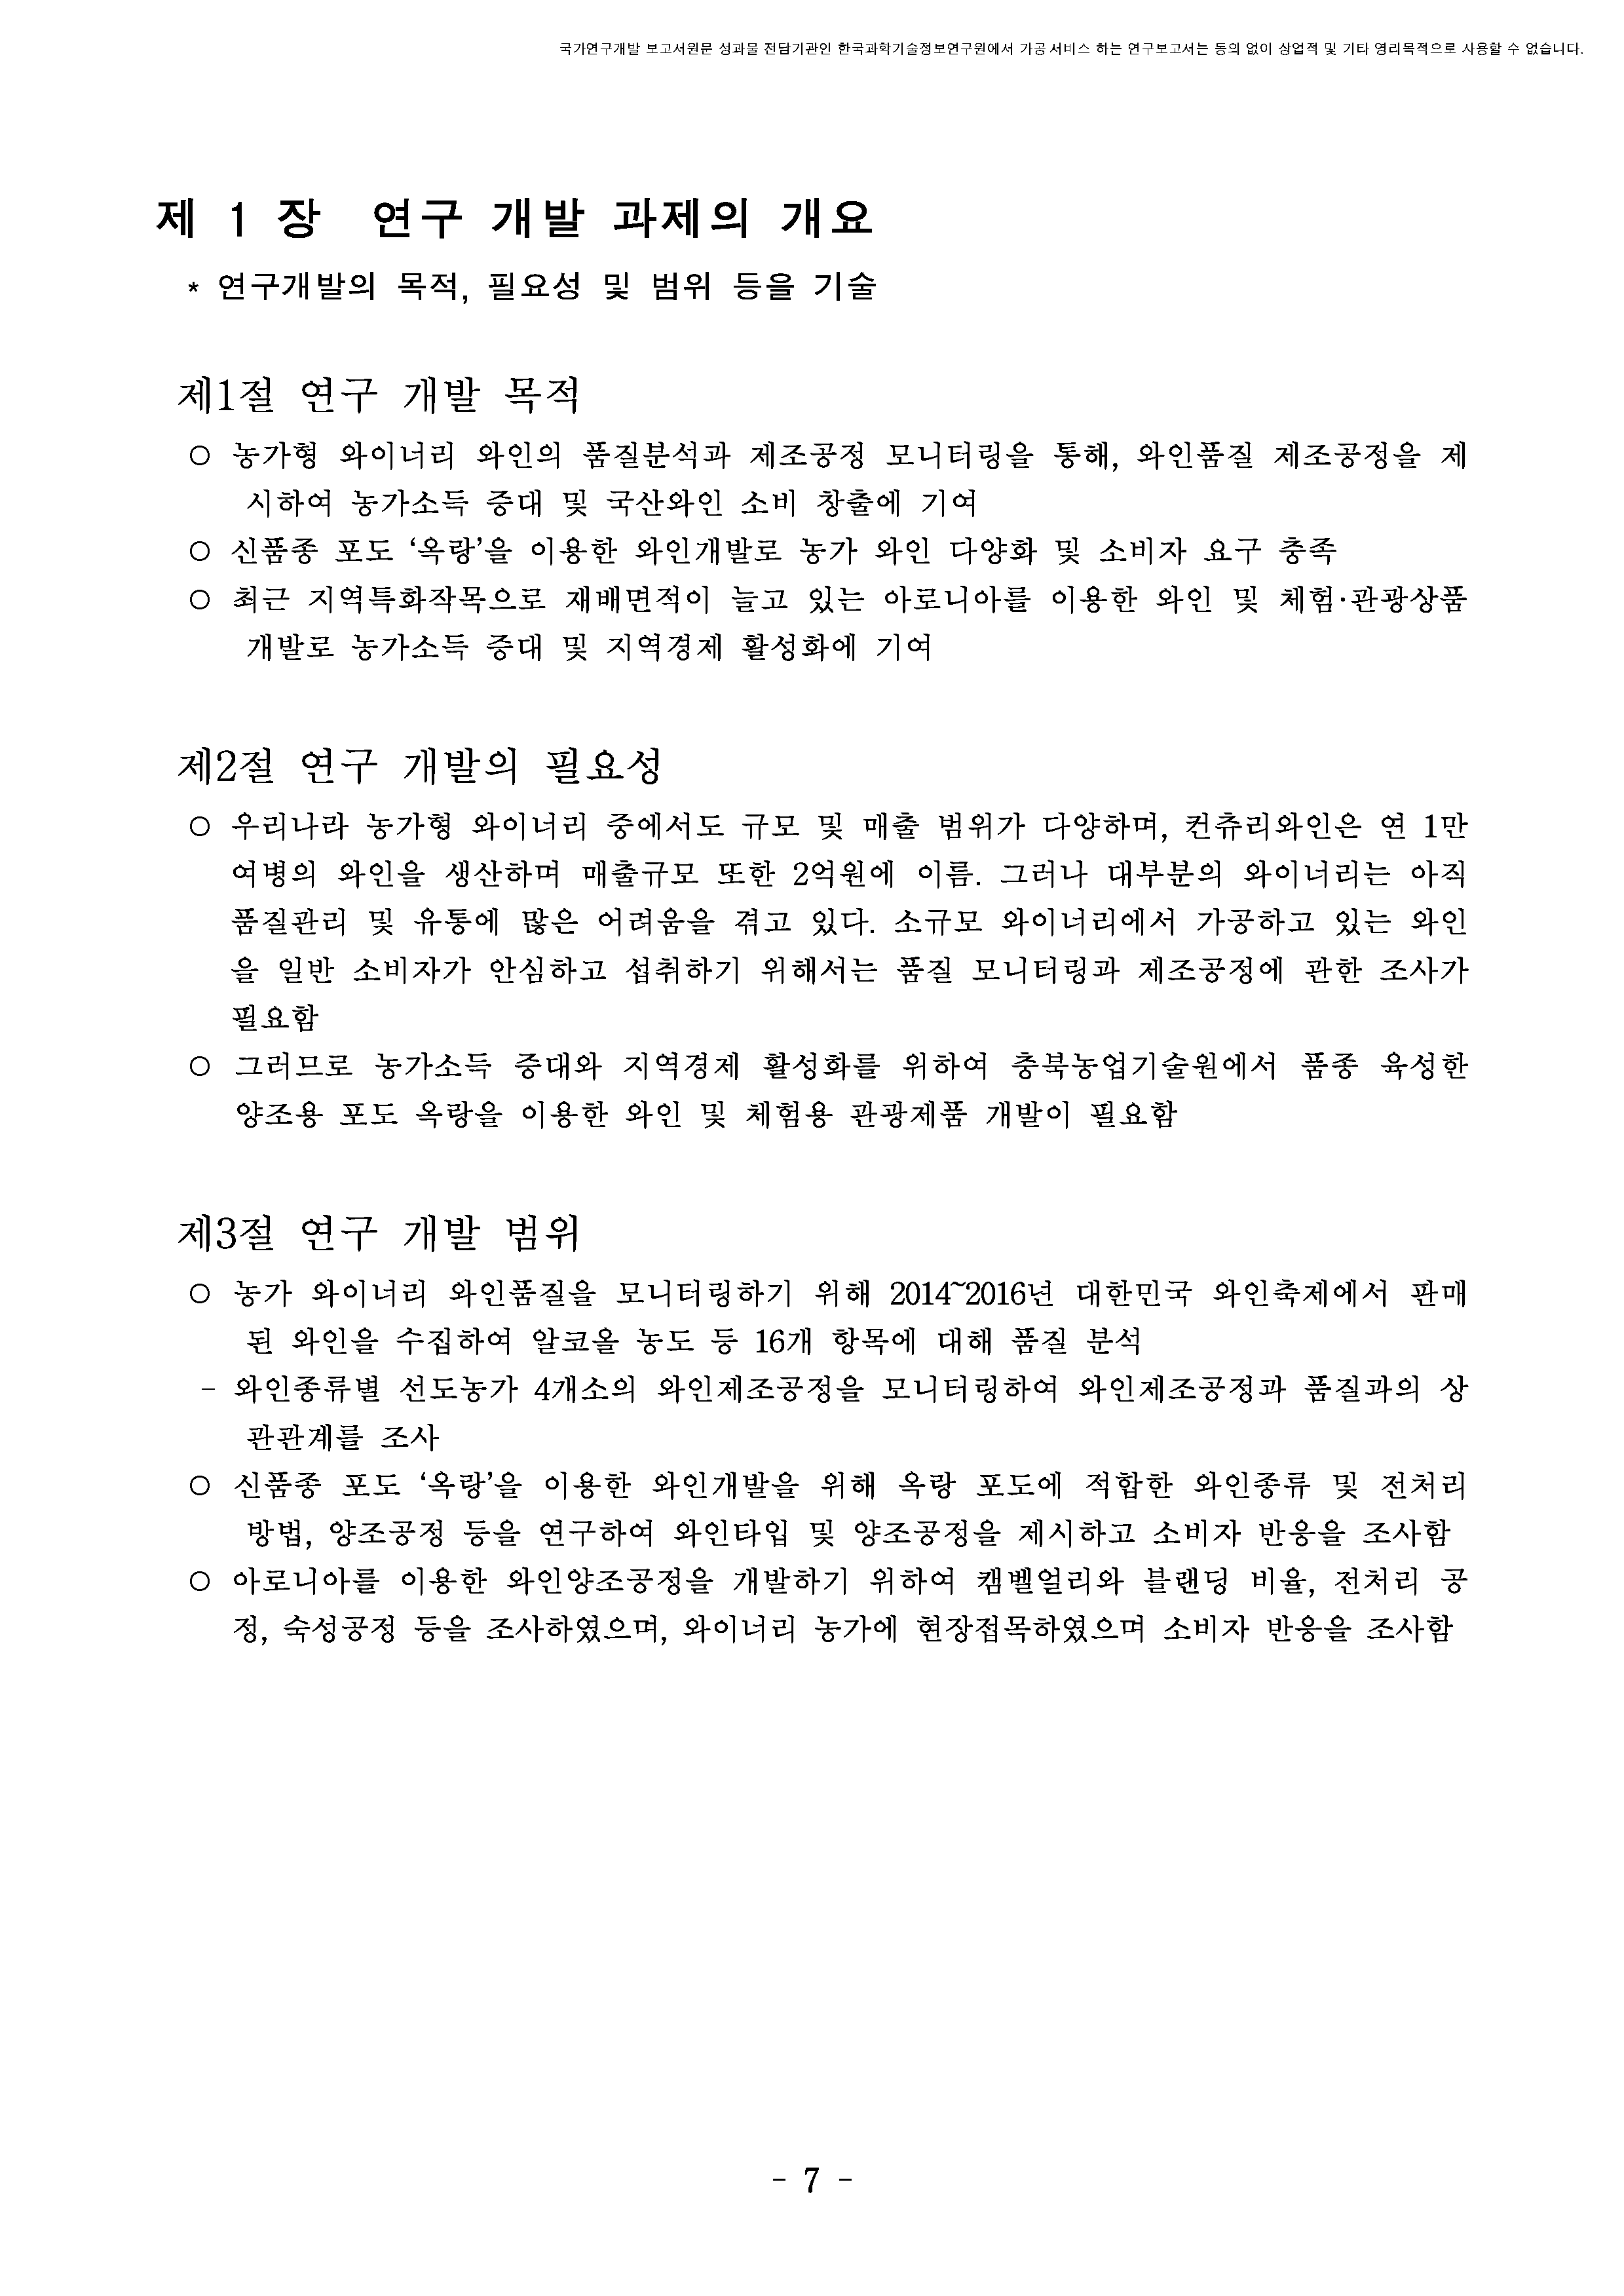 국가연구개발 보고서원문 성과물 전담기관인 한국과학기술정보연구원에서 가공·서비스 하는 연구보고서는 동의 없이 상업적 및 기타 영리목적으로 사용할 수 없습니다.
제 1 장 연구 개발 과제의 개요
* 연구개발의 목적, 필요성 및 범위 등을 기술
제1절 연구 개발 목적
○ 농가형 와이너리 와인의 품질분석과 제조공정 모니터링을 통해, 와인품질 제조공정을 제
시하여 농가소득 증대 및 국산와인 소비 창출에 기여
○ 신품종 포도 ‘옥랑’을 이용한 와인개발로 농가 와인 다양화 및 소비자 요구 충족
○ 최근 지역특화작목으로 재배면적이 늘고 있는 아로니아를 이용한 와인 및 체험·관광상품
개발로 농가소득 증대 및 지역경제 활성화에 기여
제2절 연구 개발의 필요성
○ 우리나라 농가형 와이너리 중에서도 규모 및 매출 범위가 다양하며, 컨츄리와인은 연 1만
여병의 와인을 생산하며 매출규모 또한 2억원에 이름. 그러나 대부분의 와이너리는 아직
품질관리 및 유통에 많은 어려움을 겪고 있다. 소규모 와이너리에서 가공하고 있는 와인
을 일반 소비자가 안심하고 섭취하기 위해서는 품질 모니터링과 제조공정에 관한 조사가
필요함
○ 그러므로 농가소득 증대와 지역경제 활성화를 위하여 충북농업기술원에서 품종 육성한
양조용 포도 옥랑을 이용한 와인 및 체험용 관광제품 개발이 필요함
제3절 연구 개발 범위
○ 농가 와이너리 와인품질을 모니터링하기 위해 2014~2016년 대한민국 와인축제에서 판매
된 와인을 수집하여 알코올 농도 등 16개 항목에 대해 품질 분석
- 와인종류별 선도농가 4개소의 와인제조공정을 모니터링하여 와인제조공정과 품질과의 상
관관계를 조사
○ 신품종 포도 ‘옥랑’을 이용한 와인개발을 위해 옥랑 포도에 적합한 와인종류 및 전처리
방법, 양조공정 등을 연구하여 와인타입 및 양조공정을 제시하고 소비자 반응을 조사함
○ 아로니아를 이용한 와인양조공정을 개발하기 위하여 캠벨얼리와 블랜딩 비율, 전처리 공
정, 숙성공정 등을 조사하였으며, 와이너리 농가에 현장접목하였으며 소비자 반응을 조사함
- 7 -